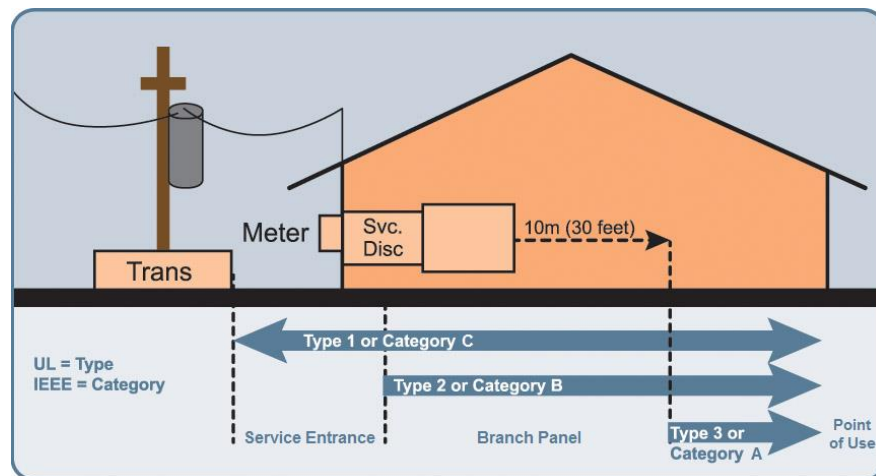 Meter
Svc.
Disc
10m (30 feet)
Trans
Type 1 or Category C
UL = Type
IEEE = Category
Type 2 or Category B
Service Entrance
Branch Panel
Type 3 or
Category A
Point
of Use